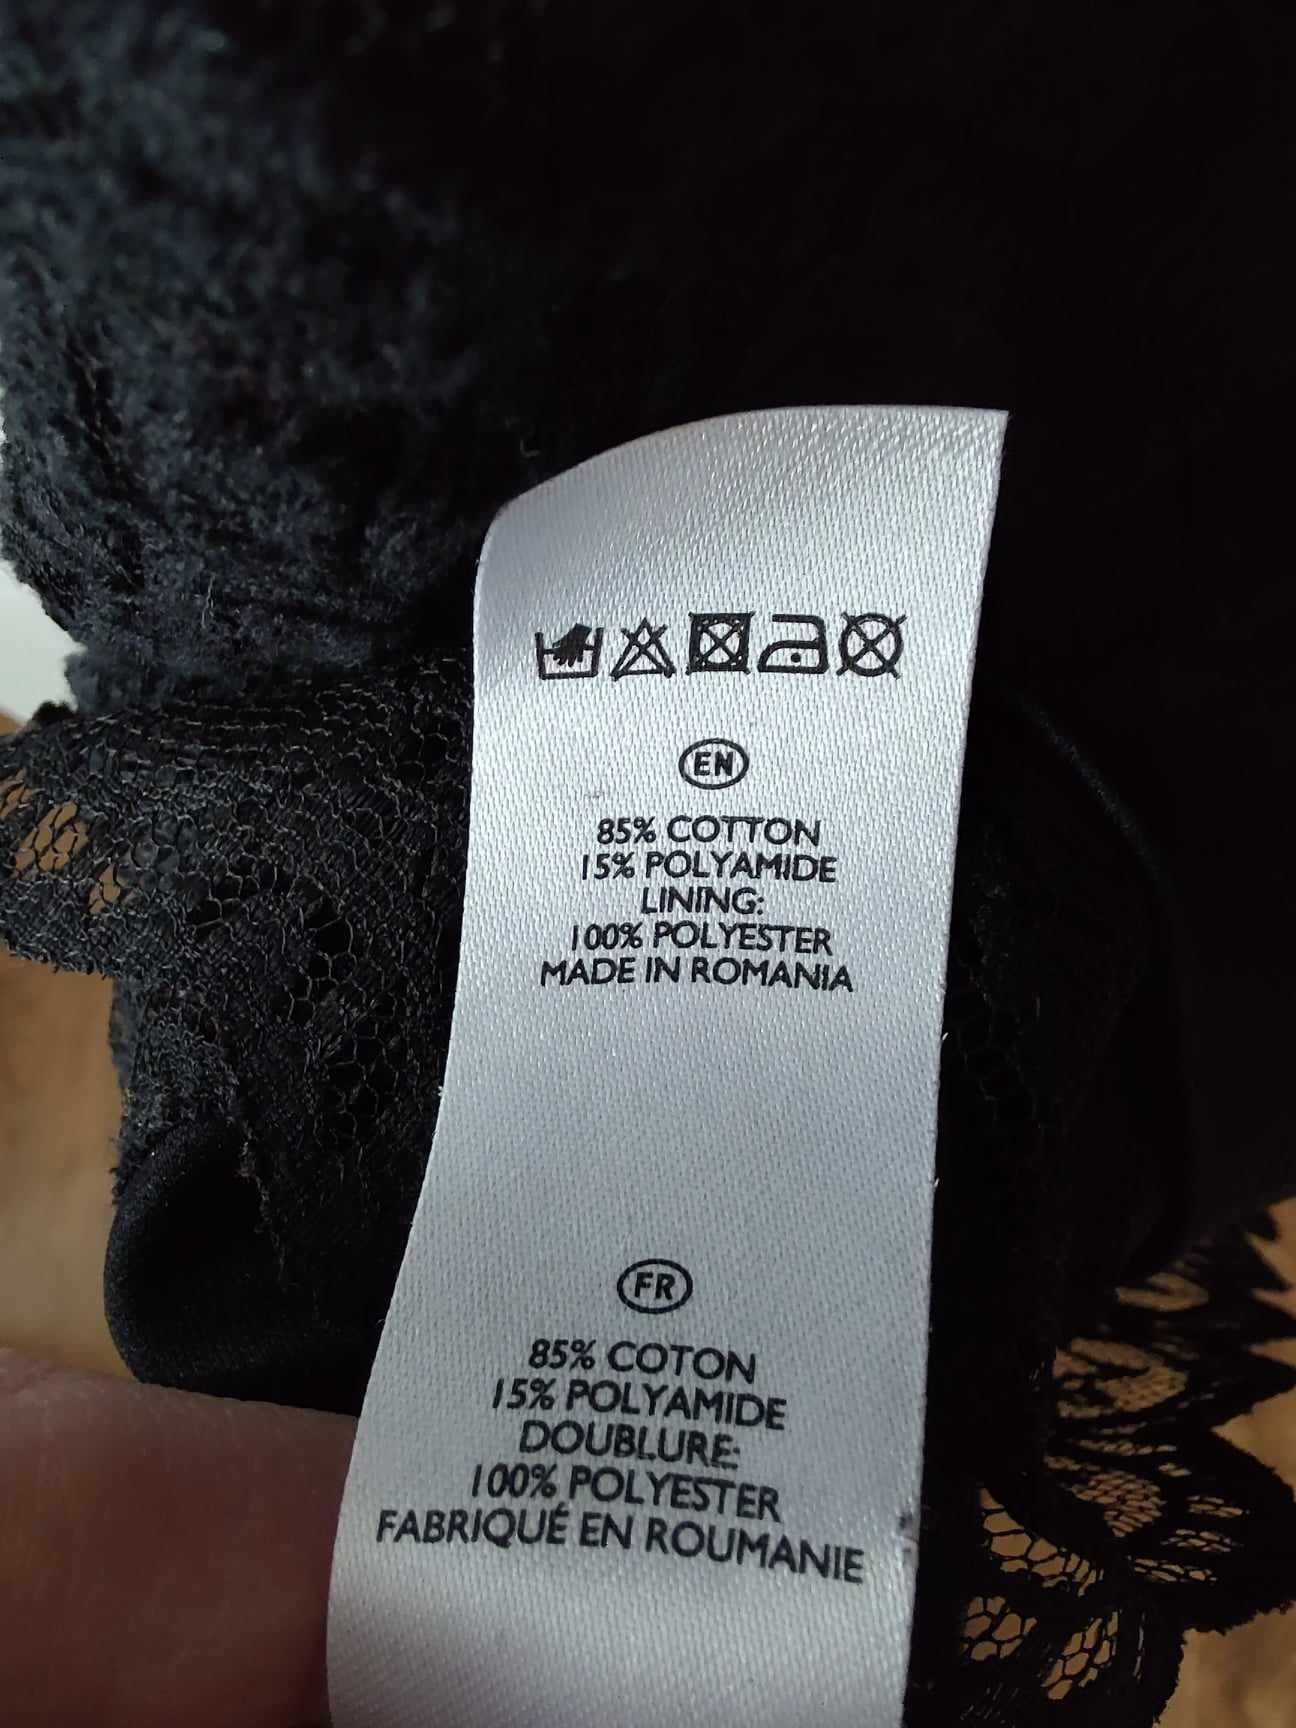 EN
85% COTTON
15% POLYAMIDE
LINING:
100% POLYESTER
MADE IN ROMANIA
FR
85% COTON
15% POLYAMIDE
DOUBLURE:
100% POLYESTER
FABRIQUÉ EN ROUMANIE